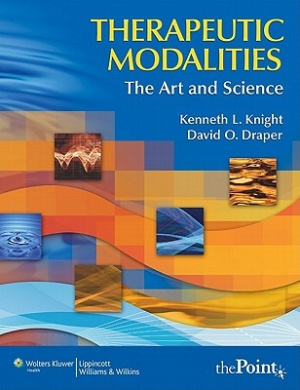 THERAPEUTIC
MODALITIES
The Art and Science
Kenneth L. Knight
David O. Draper
Wolters Kluwer
Health
Lippincott
Williams & Wilkins
thePoint